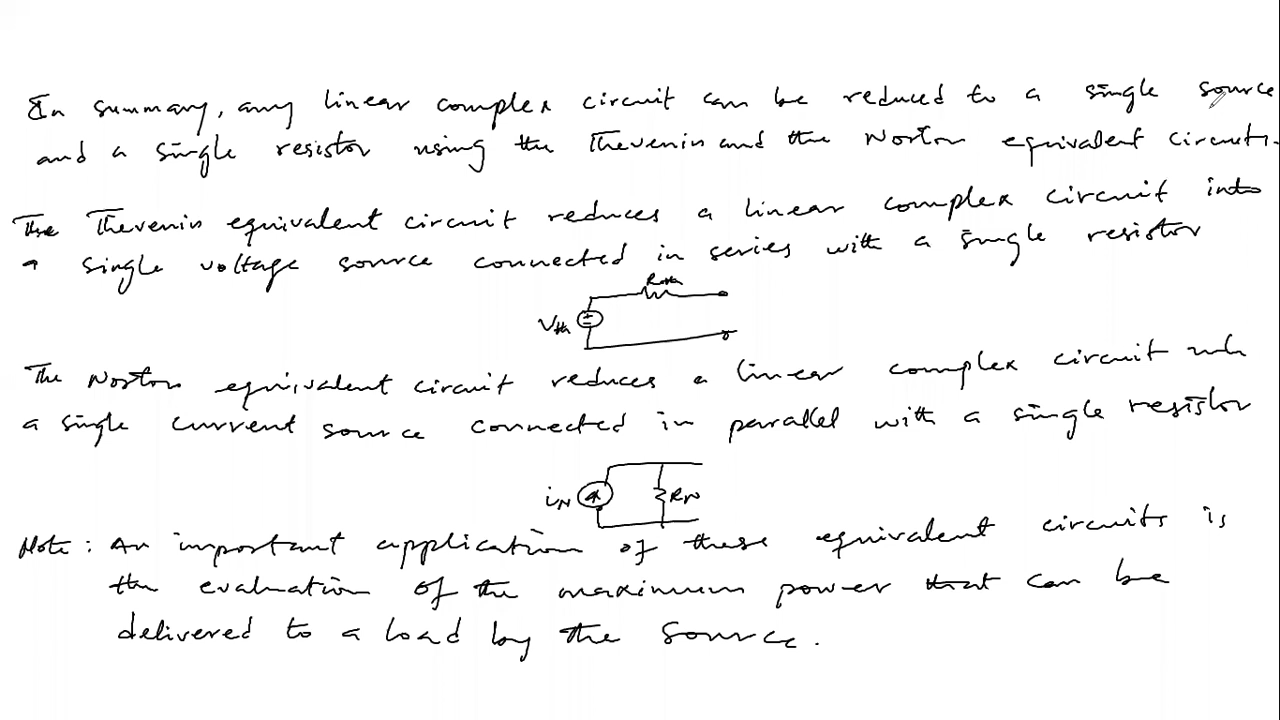 In summary, any linear complex circuit can be reduced to a single source
and a single resistor using the Thevenin and the Norton equivalent circuits.
The Thevenin equivalent circuit reduces a linear complex circuit into
a single voltage source connected in series with a single resistor
Rth
Vth
The Norton equivalent circuit reduces a linear complex circuit
a single current source connected in parallel with a single resistor
iN RN
Note: An important application of these equivalent circuits is
the evaluation of the maximum power that can be
delivered to a load by the source.